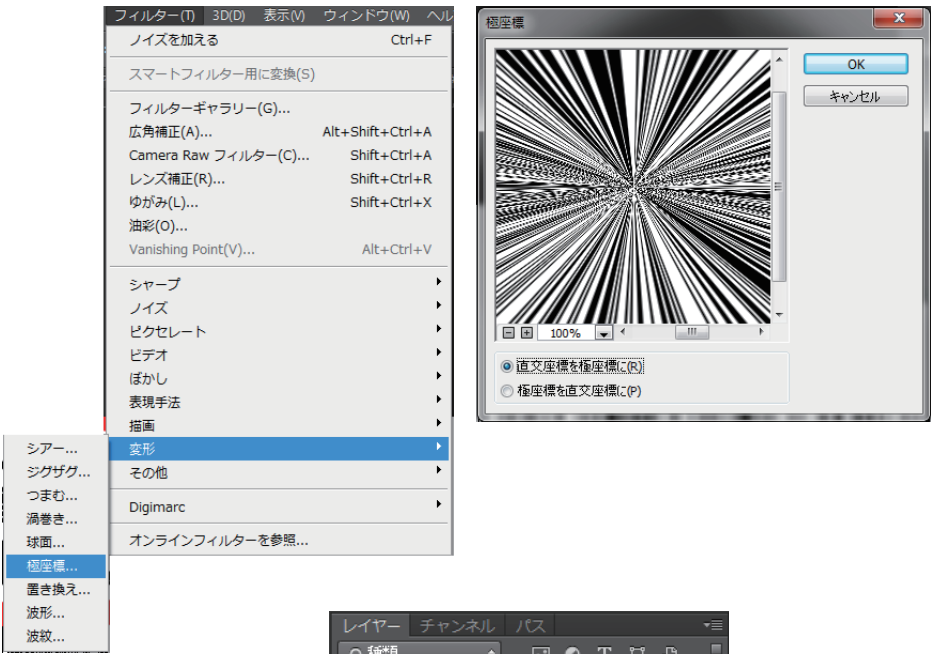 フィルター(T) 3D(D) 表示(V) ウィンドウ(W) ヘル
ノイズを加える Ctrl+F
スマートフィルター用に変換(S)
フィルターギャラリー(G)...
広角補正(A)... Alt+Shift+Ctrl+A
Camera Raw フィルター(C)... Shift+Ctrl+A
レンズ補正(R)... Shift+Ctrl+R
ゆがみ(L)... Shift+Ctrl+X
油彩(O)...
Vanishing Point(V)... Alt+Ctrl+V
シャープ
ノイズ
ピクセレート
ビデオ
ぼかし
表現手法
描画
変形
その他
Digimarc
オンラインフィルターを参照...
シアー...
ジグザグ...
つまむ...
渦巻き...
球面...
極座標...
置き換え...
波形...
波紋...
極座標
OK
キャンセル
100%
直交座標を極座標に(R)
極座標を直交座標に(P)
レイヤー チャンネル パス
種類